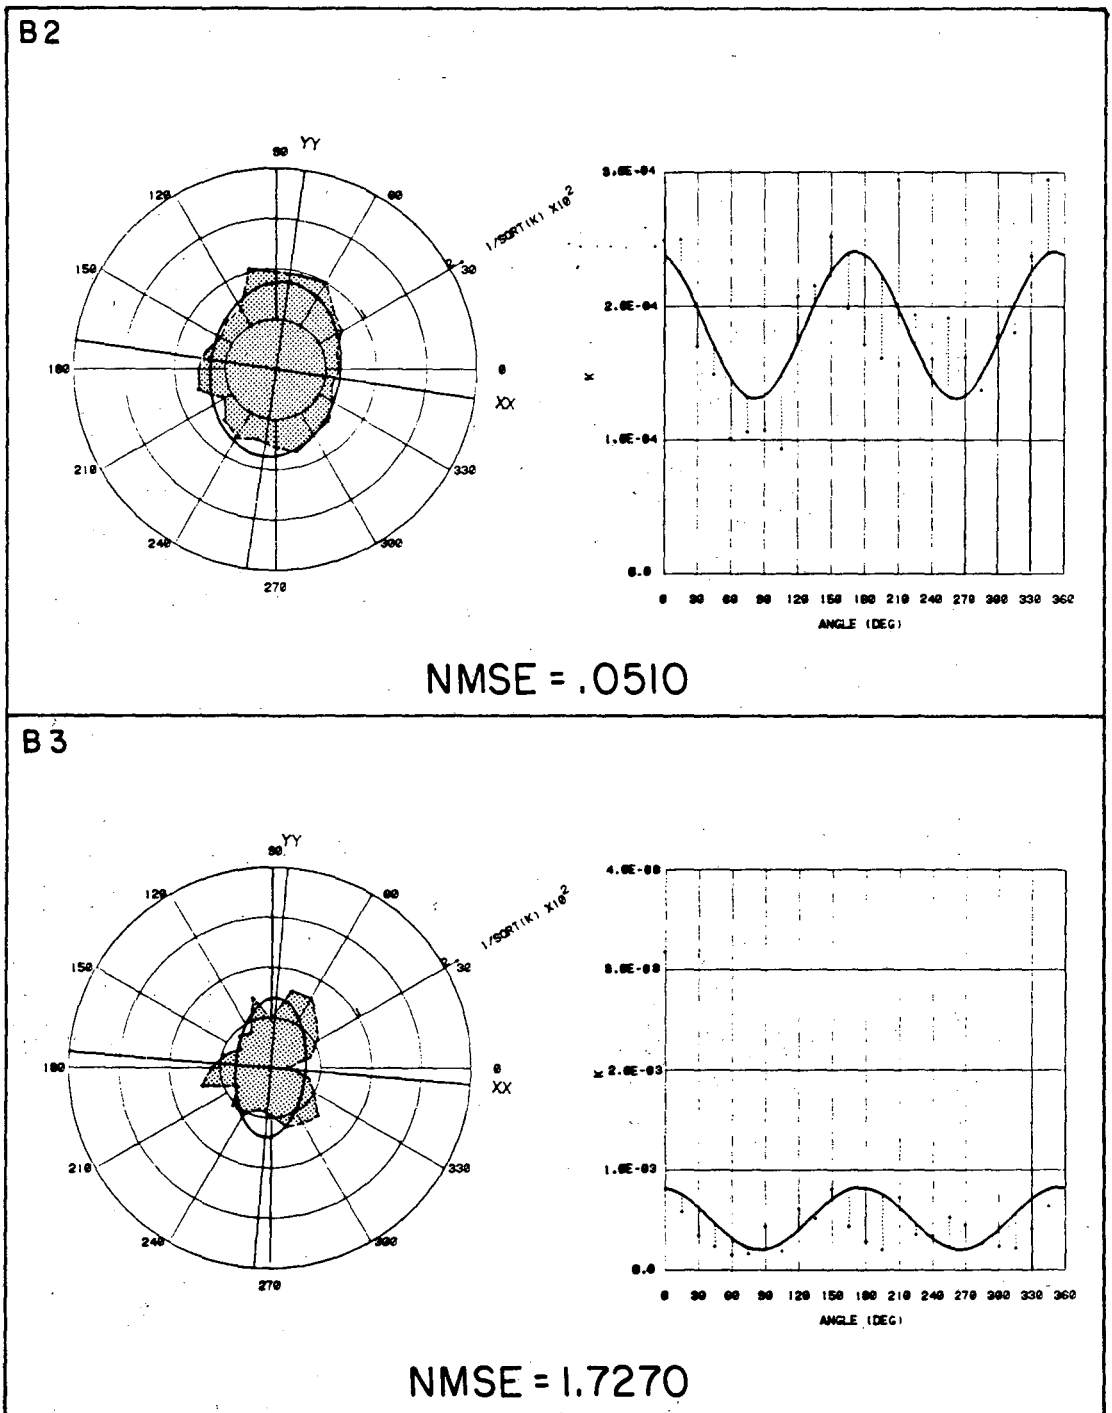 B2
YY
90
120
60
1/SQRT(K) X10²
150
30
2.
180
0
XX
210
330
240
300
270
3.0E-04
2.0E-04
K
1.0E-04
0.0
0 30 60 90 120 150 180 210 240 270 300 330 360
ANGLE (DEG)
NMSE = .0510
B3
YY
90
120
60
1/SQRT(K) X10²
150
30
2.
180
0
XX
210
330
240
300
270
4.0E-03
3.0E-03
2.0E-03
K
1.0E-03
0.0
0 30 60 90 120 150 180 210 240 270 300 330 360
ANGLE (DEG)
NMSE = 1.7270